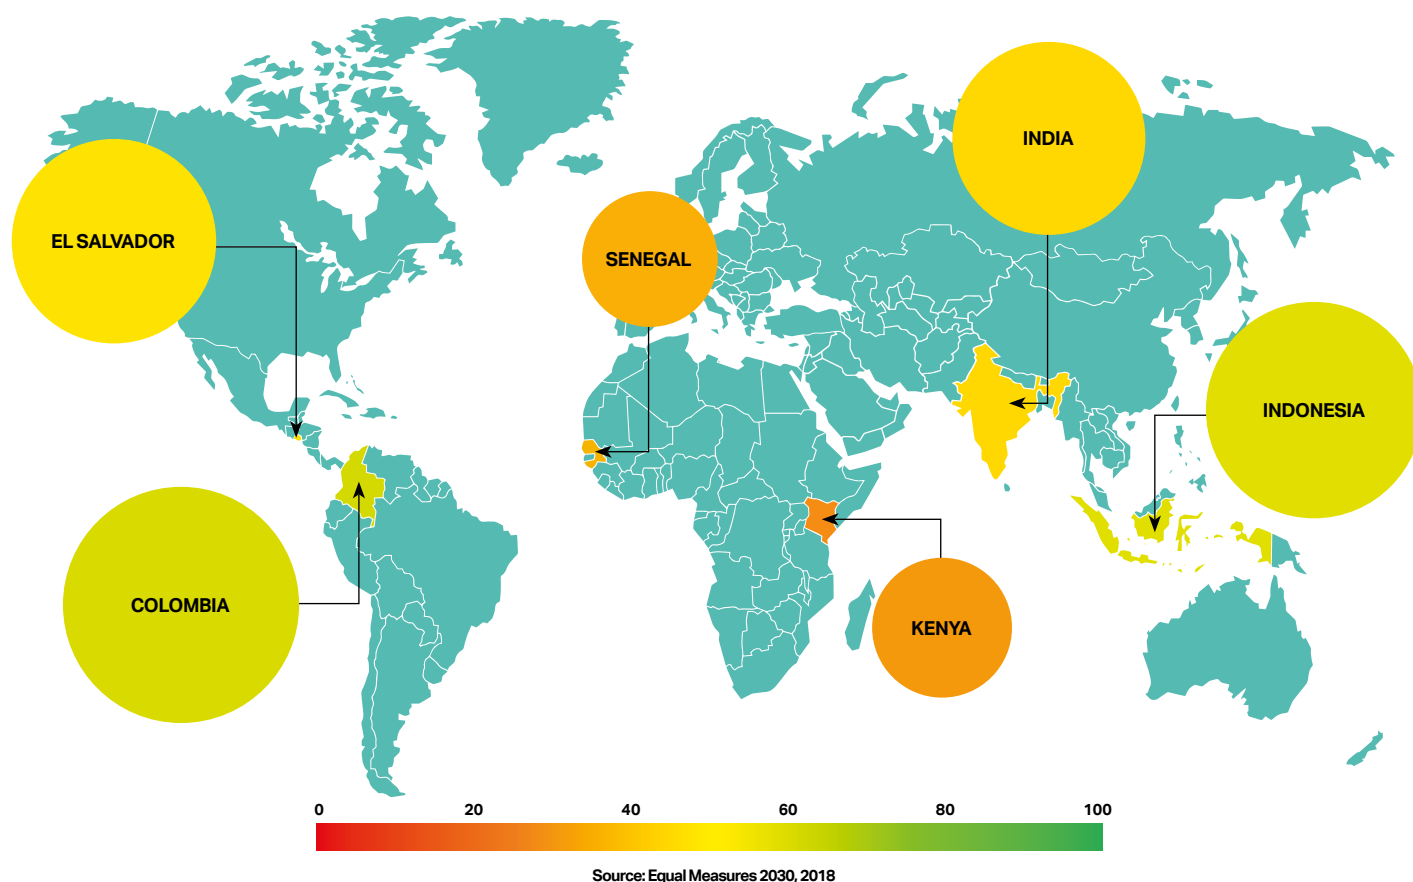 INDIA
EL SALVADOR
SENEGAL
INDONESIA
COLOMBIA
KENYA
0 20 40 60 80 100
Source: Equal Measures 2030, 2018